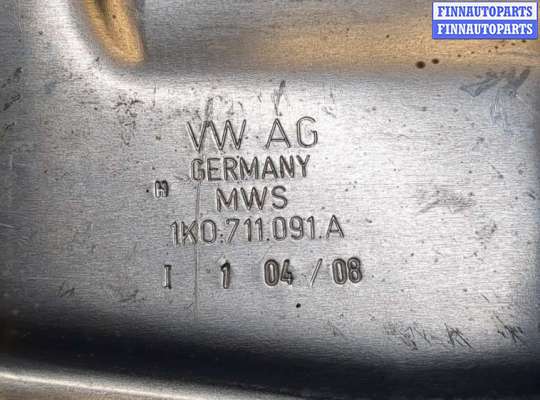 FINNAUTOPARTS
FINNAUTOPARTS
VW AG
GERMANY
H
MWS
1K0.711.091.A
I 1 04/08